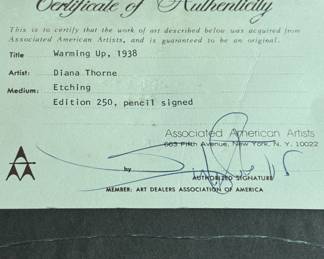 Certificate of Authenticity
This is to certify that the work of art described below was acquired from
Associated American Artists, and is guaranteed to be an original.
Title Warming Up, 1938
Artist: Diana Thorne
Medium: Etching
Edition 250, pencil signed
Associated American Artists
663 Fifth Avenue, New York, N. Y. 10022
by
AUTHORIZED SIGNATURE
MEMBER: ART DEALERS ASSOCIATION OF AMERICA